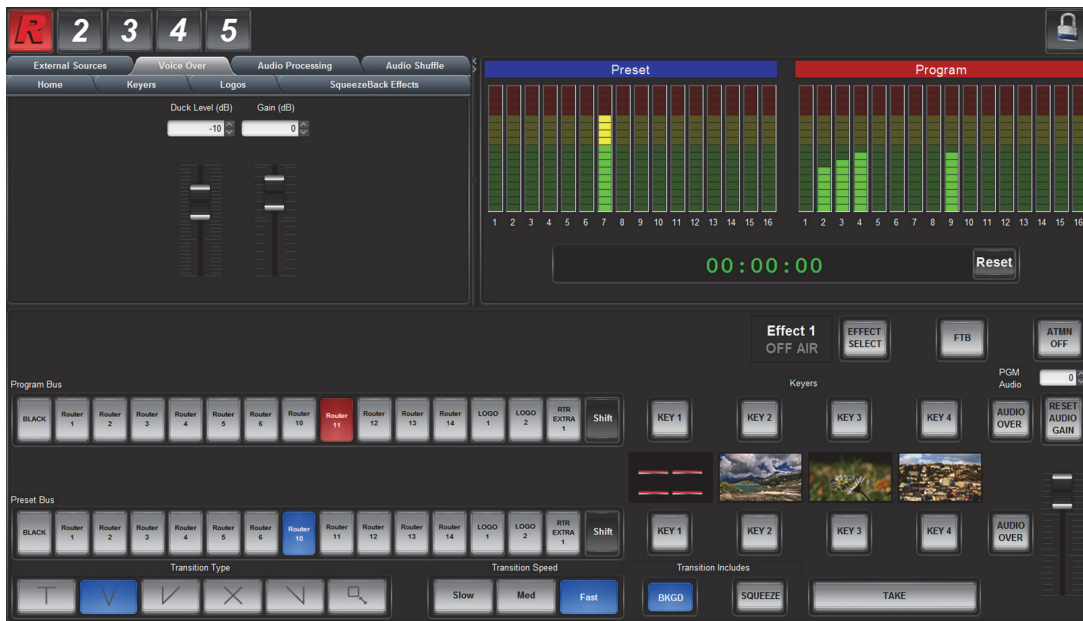 R 2 3 4 5
External Sources Voice Over Audio Processing Audio Shuffle
Home Keyers Logos SqueezeBack Effects
Duck Level (dB) Gain (dB)
-10 0
Preset Program
1 2 3 4 5 6 7 8 9 10 11 12 13 14 15 16 1 2 3 4 5 6 7 8 9 10 11 12 13 14 15 16
00:00:00 Reset
Effect 1
OFF AIR
EFFECT SELECT
FTB
ATMN OFF
PGM Audio 0
Program Bus
Keyers
BLACK Router 1 Router 2 Router 3 Router 4 Router 5 Router 6 Router 10 Router 11 Router 12 Router 13 Router 14 LOGO 1 LOGO 2 RTR EXTRA 1 Shift
KEY 1 KEY 2 KEY 3 KEY 4 AUDIO OVER RESET AUDIO GAIN
Preset Bus
BLACK Router 1 Router 2 Router 3 Router 4 Router 5 Router 6 Router 10 Router 11 Router 12 Router 13 Router 14 LOGO 1 LOGO 2 RTR EXTRA 1 Shift
KEY 1 KEY 2 KEY 3 KEY 4 AUDIO OVER
Transition Type Transition Speed Transition Includes
Slow Med Fast BKGD SQUEEZE TAKE